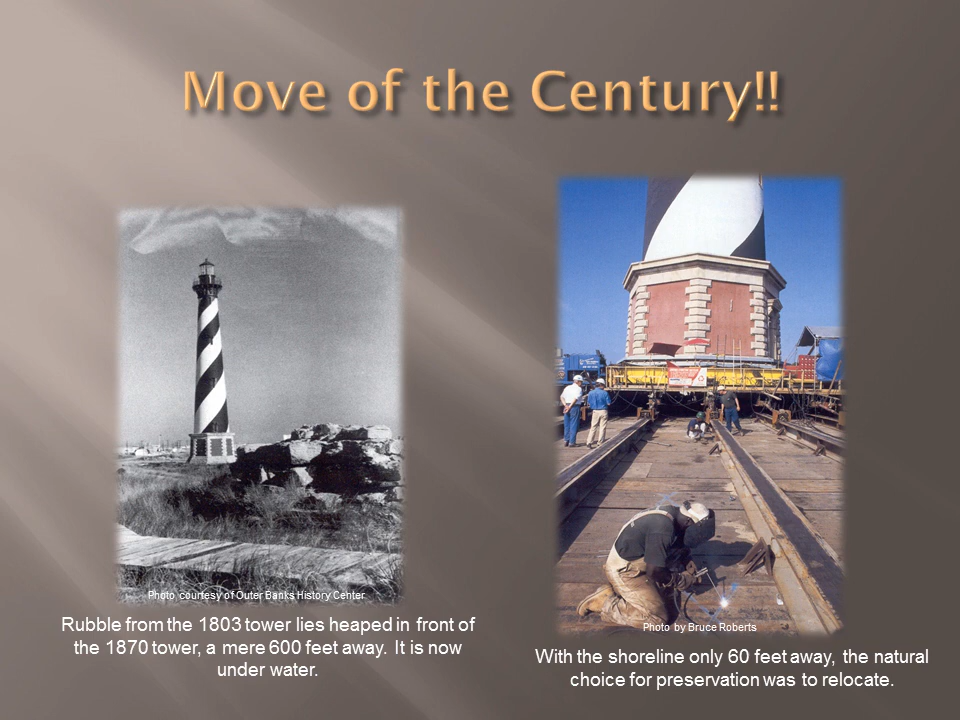 Move of the Century!!
Photo courtesy of Outer Banks History Center.
Rubble from the 1803 tower lies heaped in front of
the 1870 tower, a mere 600 feet away. It is now
under water.
Photo by Bruce Roberts
With the shoreline only 60 feet away, the natural
choice for preservation was to relocate.